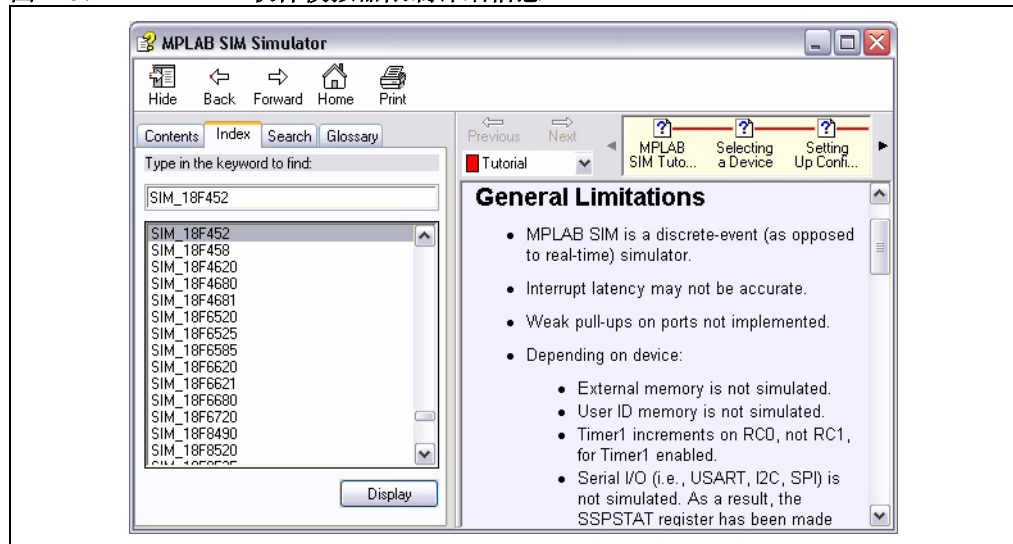 MPLAB SIM Simulator
Hide Back Forward Home Print
Contents Index Search Glossary
Type in the keyword to find:
SIM_18F452
SIM_18F452
SIM_18F458
SIM_18F4620
SIM_18F4680
SIM_18F4681
SIM_18F6520
SIM_18F6525
SIM_18F6585
SIM_18F6620
SIM_18F6621
SIM_18F6680
SIM_18F6720
SIM_18F8490
SIM_18F8520
Display
Previous Next
Tutorial
MPLAB SIM Tuto...
Selecting a Device
Setting Up Confi...
General Limitations
• MPLAB SIM is a discrete-event (as opposed
to real-time) simulator.
• Interrupt latency may not be accurate.
• Weak pull-ups on ports not implemented.
• Depending on device:
• External memory is not simulated.
• User ID memory is not simulated.
• Timer1 increments on RC0, not RC1,
for Timer1 enabled.
• Serial I/O (i.e., USART, I2C, SPI) is
not simulated. As a result, the
SSPSTAT register has been made